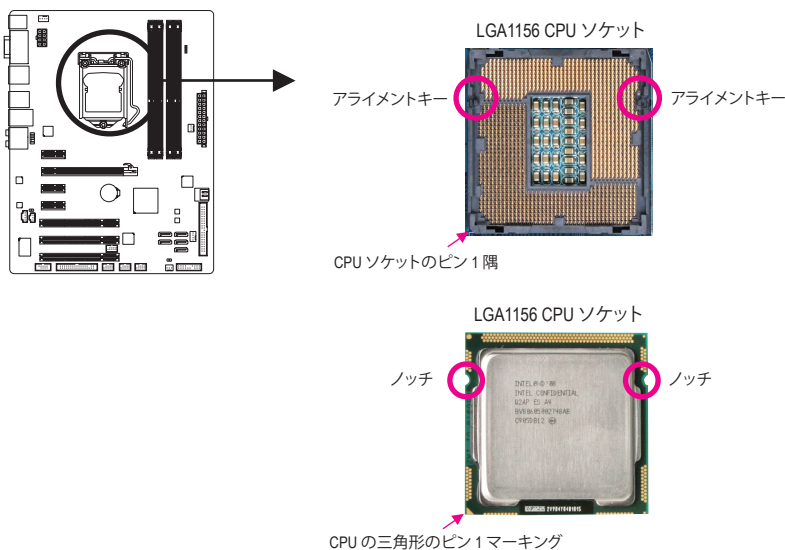 LGA1156 CPU ソケット
アライメントキー
アライメントキー
CPU ソケットのピン 1 隅
LGA1156 CPU ソケット
ノッチ
ノッチ
INTEL Ⓜ © '08
INTEL CONFIDENTIAL
CPU の三角形のピン 1 マーキング